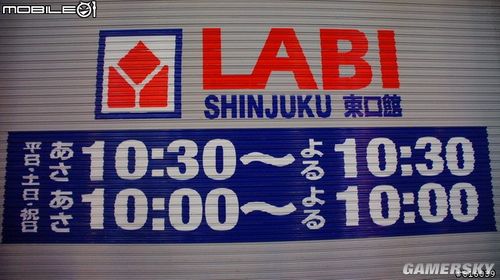 MOBILE01
LABI
SHINJUKU 東口館
平日・土日・祝日
あさ 10:30～よる 10:30
あさ 10:00～よる 10:00
GAMERSKY